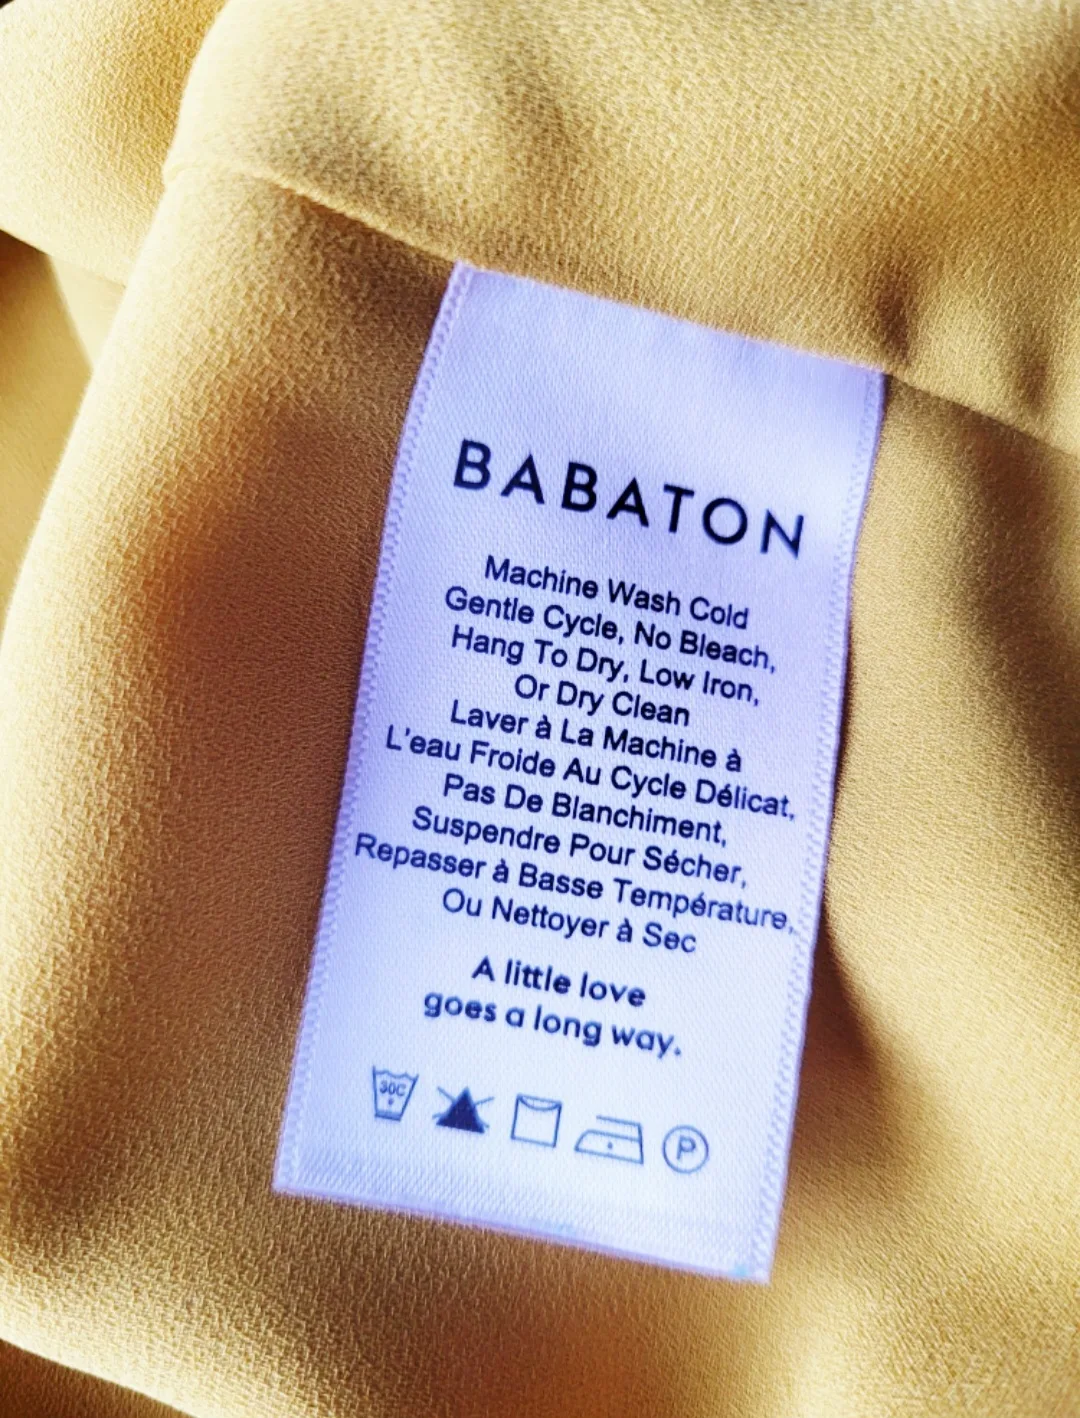 BABATON
Machine Wash Cold
Gentle Cycle, No Bleach,
Hang To Dry, Low Iron,
Or Dry Clean
Laver à La Machine à
L'eau Froide Au Cycle Délicat,
Pas De Blanchiment,
Suspendre Pour Sécher,
Repasser à Basse Température,
Ou Nettoyer à Sec
A little love
goes a long way.
30C P